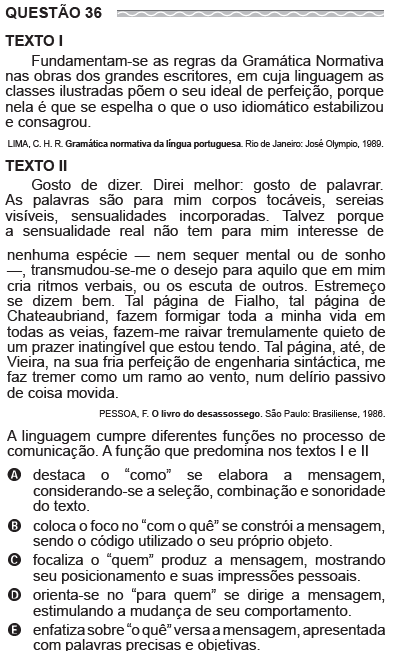 QUESTÃO 36
TEXTO I
Fundamentam-se as regras da Gramática Normativa
nas obras dos grandes escritores, em cuja linguagem as
classes ilustradas põem o seu ideal de perfeição, porque
nela é que se espelha o que o uso idiomático estabilizou
e consagrou.
LIMA, C. H. R. Gramática normativa da língua portuguesa. Rio de Janeiro: José Olympio, 1989.
TEXTO II
Gosto de dizer. Direi melhor: gosto de palavrar.
As palavras são para mim corpos tocáveis, sereias
visíveis, sensualidades incorporadas. Talvez porque
a sensualidade real não tem para mim interesse de
nenhuma espécie — nem sequer mental ou de sonho
—, transmudou-se-me o desejo para aquilo que em mim
cria ritmos verbais, ou os escuta de outros. Estremeço
se dizem bem. Tal página de Fialho, tal página de
Chateaubriand, fazem formigar toda a minha vida em
todas as veias, fazem-me raivar tremulamente quieto de
um prazer inatingível que estou tendo. Tal página, até, de
Vieira, na sua fria perfeição de engenharia sintáctica, me
faz tremer como um ramo ao vento, num delírio passivo
de coisa movida.
PESSOA, F. O livro do desassossego. São Paulo: Brasiliense, 1986.
A linguagem cumpre diferentes funções no processo de
comunicação. A função que predomina nos textos I e II
A destaca o “como” se elabora a mensagem,
considerando-se a seleção, combinação e sonoridade
do texto.
B coloca o foco no “com o quê” se constrói a mensagem,
sendo o código utilizado o seu próprio objeto.
C focaliza o “quem” produz a mensagem, mostrando
seu posicionamento e suas impressões pessoais.
D orienta-se no “para quem” se dirige a mensagem,
estimulando a mudança de seu comportamento.
E enfatiza sobre “o quê” versa a mensagem, apresentada
com palavras precisas e objetivas.